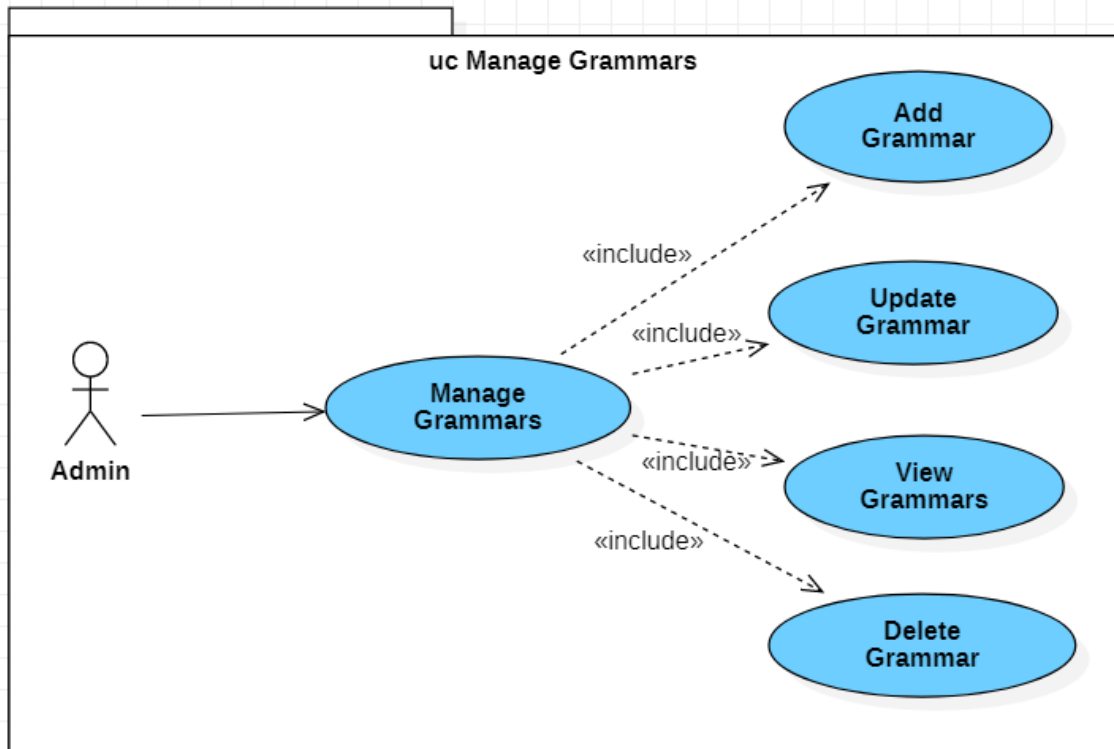 uc Manage Grammars
Add
Grammar
«include»
Update
Grammar
«include»
Manage
Grammars
Admin
«include»
View
Grammars
«include»
Delete
Grammar